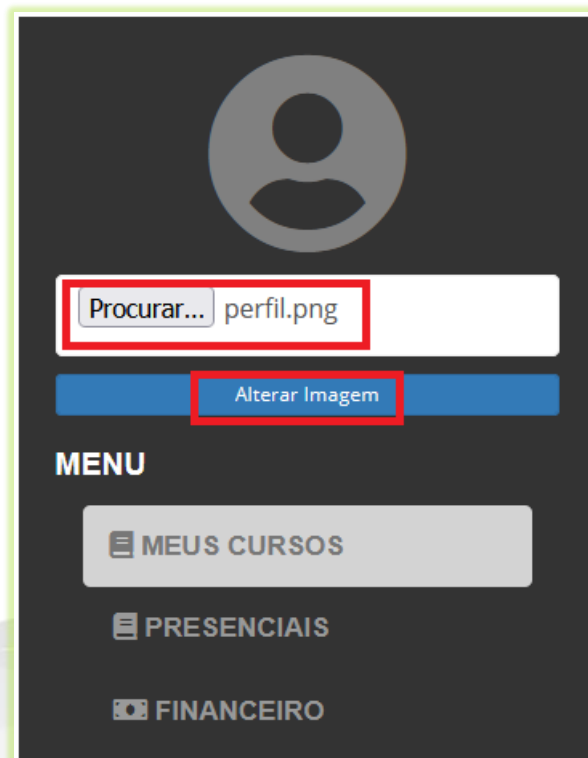 Procurar... perfil.png
Alterar Imagem
MENU
MEUS CURSOS
PRESENCIAIS
FINANCEIRO